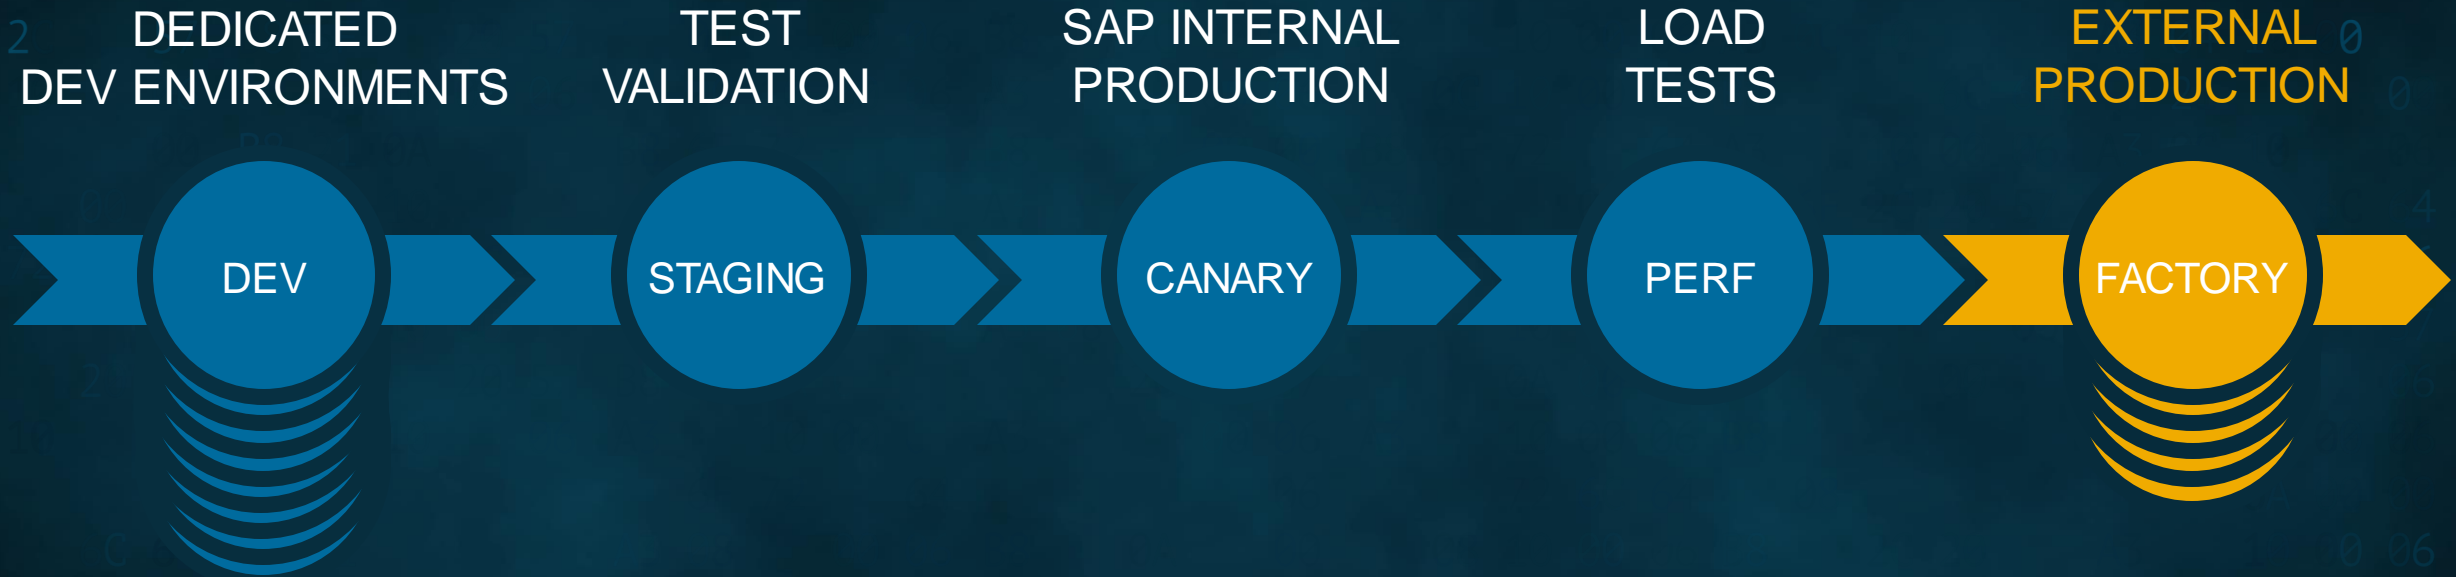 DEDICATED
DEV ENVIRONMENTS
TEST
VALIDATION
SAP INTERNAL
PRODUCTION
LOAD
TESTS
EXTERNAL
PRODUCTION
DEV
STAGING
CANARY
PERF
FACTORY